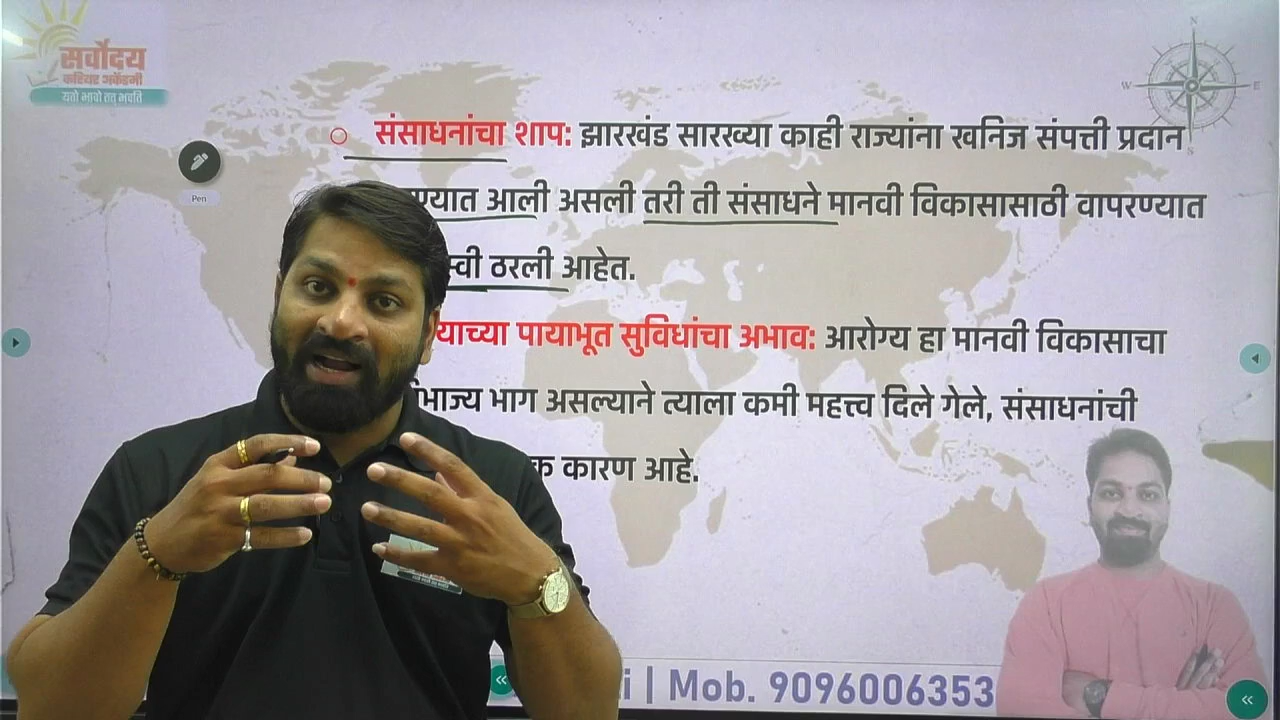 सर्वोदय
करियर अकॅडमी
यतो भावो तत् भवति
N
W
E
S
Pen
संसाधनांचा शाप: झारखंड सारख्या काही राज्यांना खनिज संपत्ती प्रदान
ण्यात आली असली तरी ती संसाधने मानवी विकासासाठी वापरण्यात
स्वी ठरली आहेत.
याच्या पायाभूत सुविधांचा अभाव: आरोग्य हा मानवी विकासाचा
भाज्य भाग असल्याने त्याला कमी महत्त्व दिले गेले, संसाधनांची
क कारण आहे.
i | Mob. 9096006353